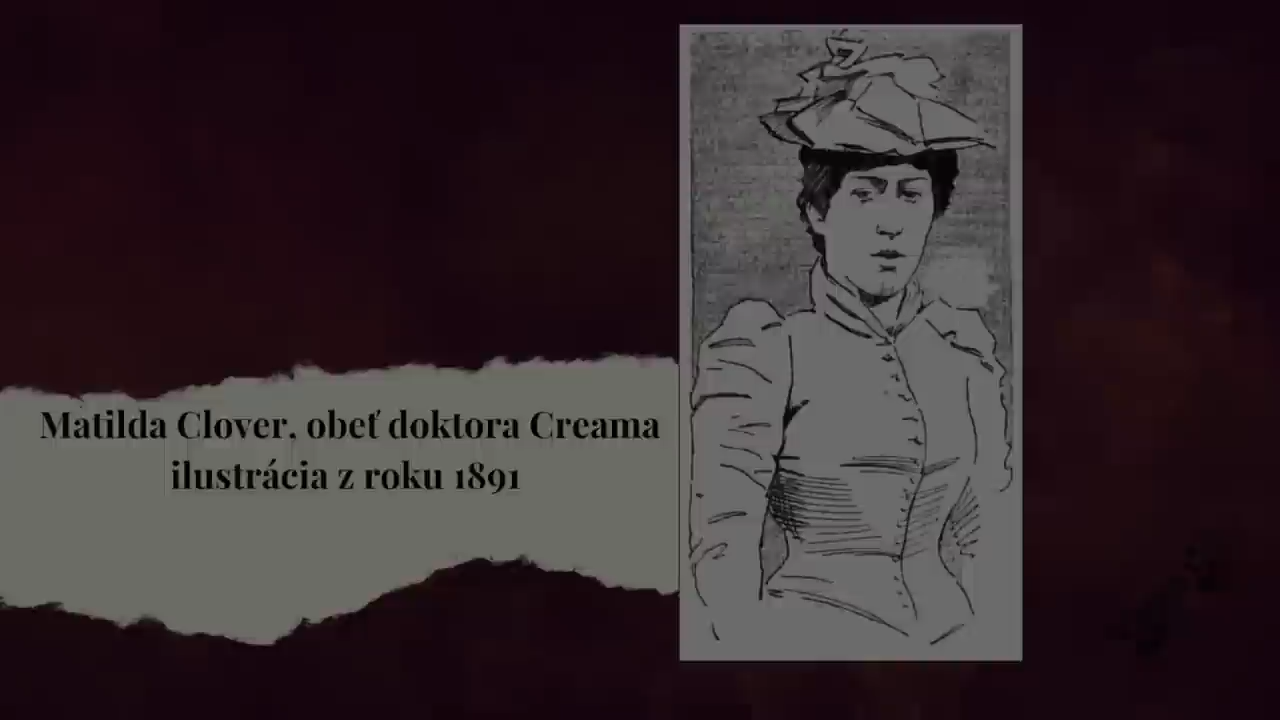 Matilda Clover, obeť doktora Creama
ilustrácia z roku 1891